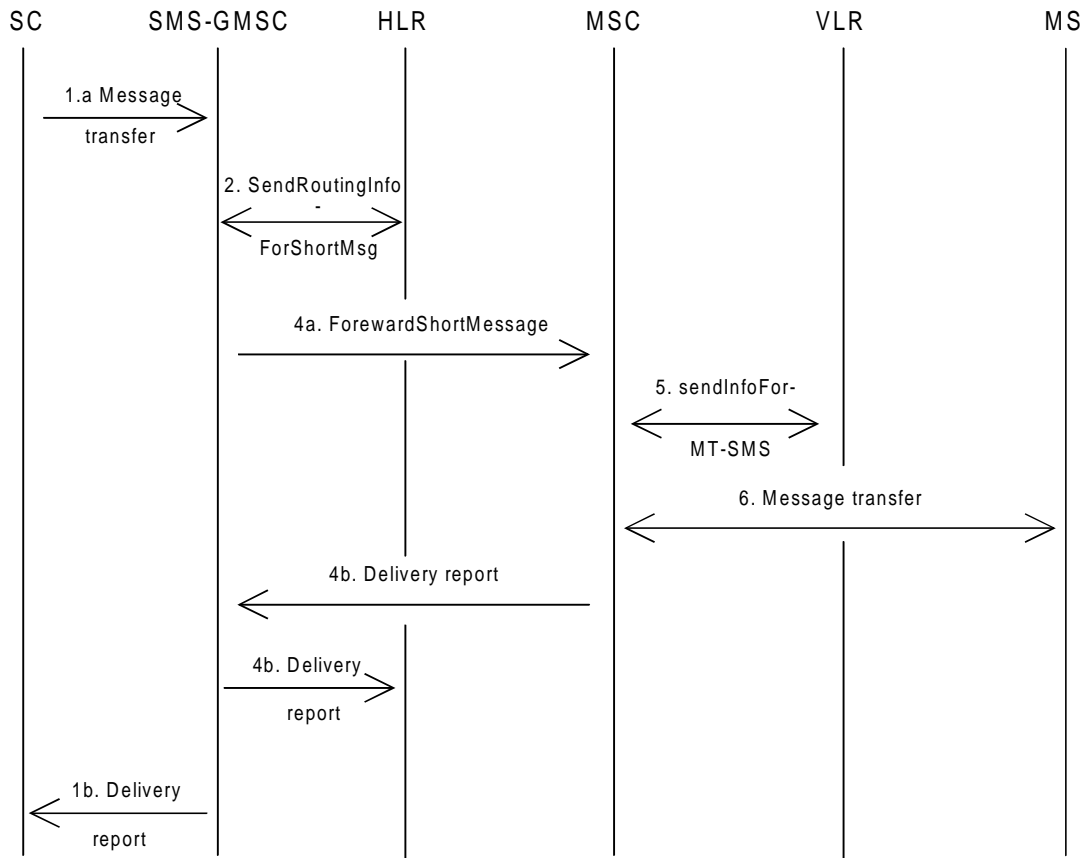 SC SMS-GMSC HLR MSC VLR MS
1.a Message
transfer
2. SendRoutingInfo
-
ForShortMsg
4a. ForewardShortMessage
5. sendInfoFor-
MT-SMS
6. Message transfer
4b. Delivery report
4b. Delivery
report
1b. Delivery
report